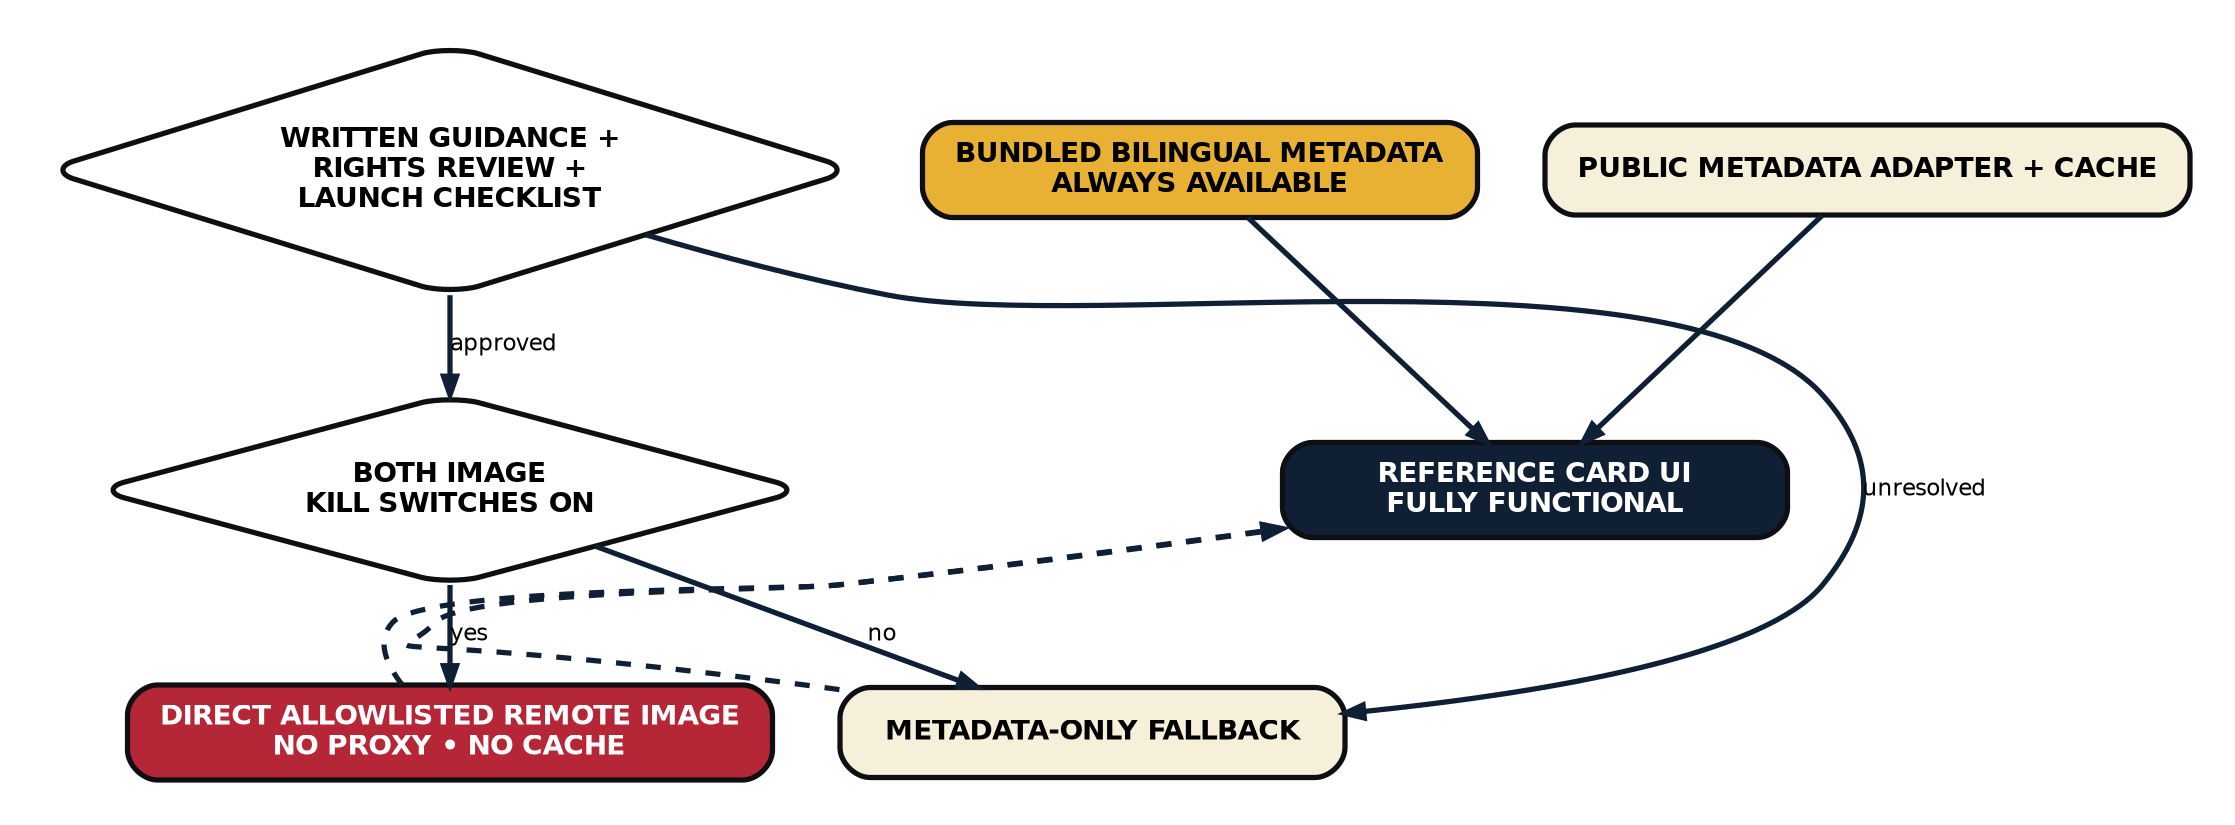 WRITTEN GUIDANCE +
RIGHTS REVIEW +
LAUNCH CHECKLIST
BUNDLED BILINGUAL METADATA
ALWAYS AVAILABLE
PUBLIC METADATA ADAPTER + CACHE
approved
BOTH IMAGE
KILL SWITCHES ON
REFERENCE CARD UI
FULLY FUNCTIONAL
unresolved
yes
no
DIRECT ALLOWLISTED REMOTE IMAGE
NO PROXY • NO CACHE
METADATA-ONLY FALLBACK